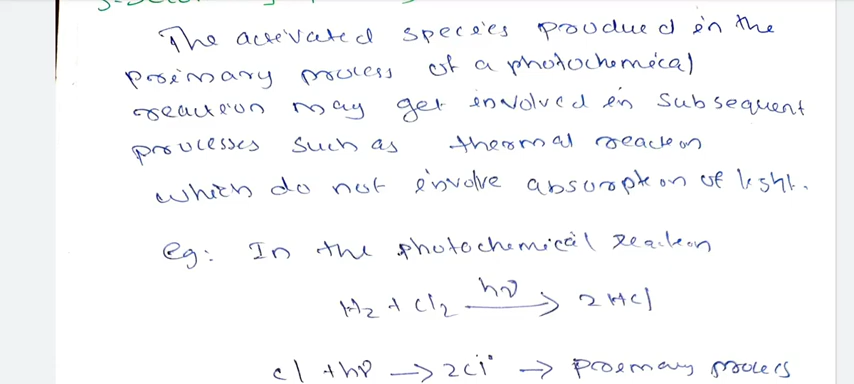 The activated species produced in the
primary process of a photochemical
reaction may get involved in subsequent
processes such as thermal reaction
which do not involve absorption of light.
eg: In the photochemical reaction
H₂ + Cl₂ —hν→ 2HCl
cl + hν → 2Cl• → Primary process